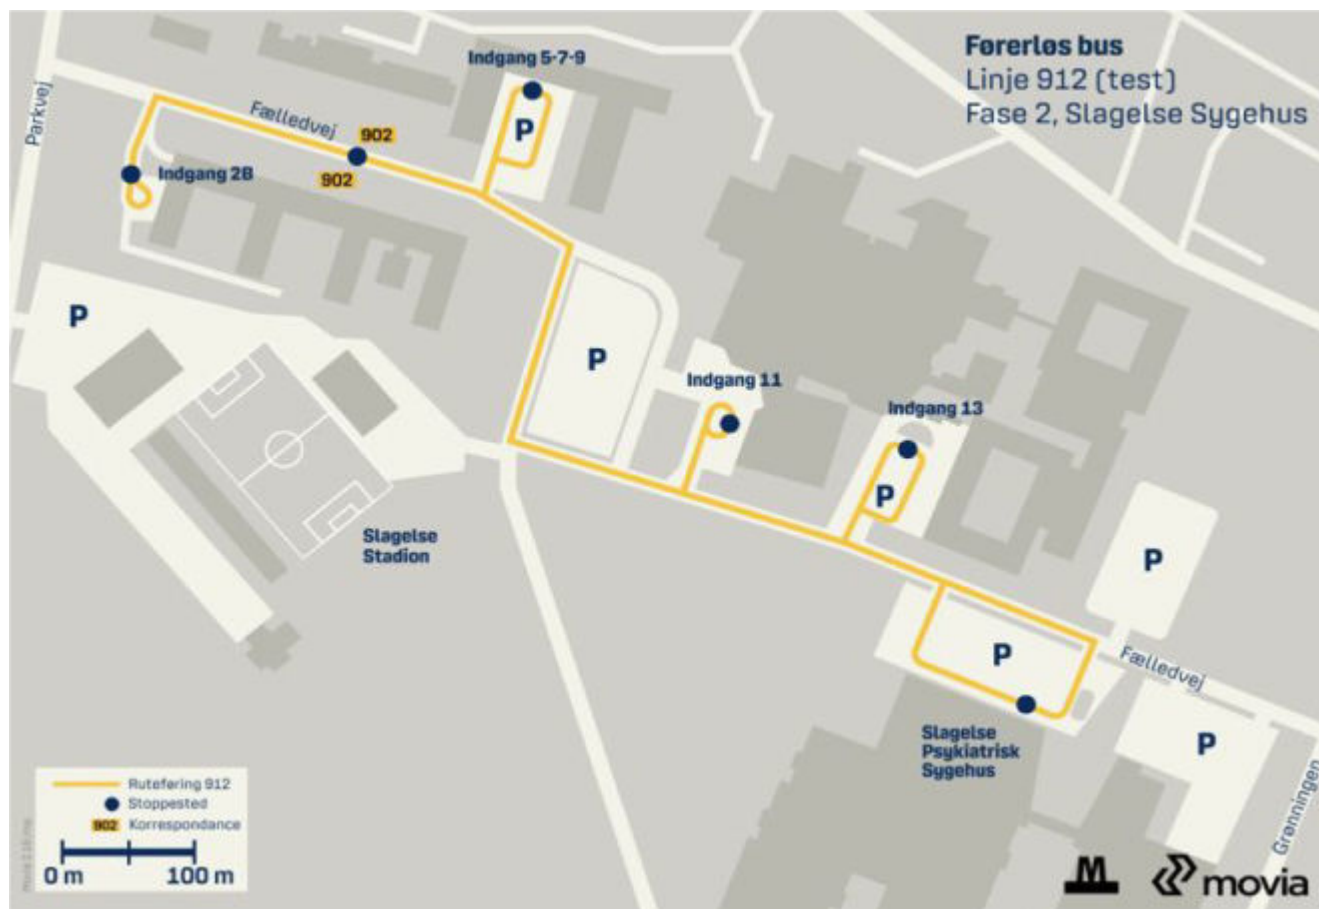 Førerløs bus
Linje 912 (test)
Fase 2, Slagelse Sygehus
Indgang 5-7-9
P
Parkvej
Fælledvej
902
902
Indgang 2B
P
P
Indgang 11
Indgang 13
P
Slagelse
Stadion
P
P
Fælledvej
Slagelse
Psykiatrisk
Sygehus
P
Grønningen
Ruteføring 912
Stoppested
902 Korrespondance
0 m 100 m
M
movia